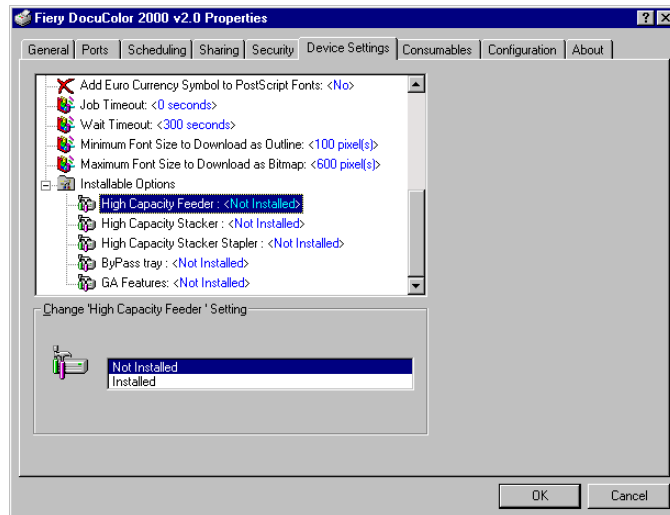 Fiery DocuColor 2000 v2.0 Properties
General Ports Scheduling Sharing Security Device Settings Consumables Configuration About
Add Euro Currency Symbol to PostScript Fonts: <No>
Job Timeout: <0 seconds>
Wait Timeout: <300 seconds>
Minimum Font Size to Download as Outline: <100 pixel(s)>
Maximum Font Size to Download as Bitmap: <600 pixel(s)>
Installable Options
High Capacity Feeder : <Not Installed>
High Capacity Stacker : <Not Installed>
High Capacity Stacker Stapler : <Not Installed>
ByPass tray : <Not Installed>
GA Features: <Not Installed>
Change 'High Capacity Feeder ' Setting
Not Installed
Installed
OK Cancel